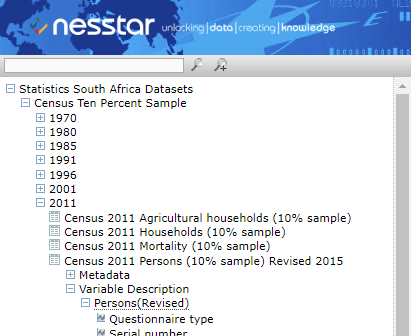 nesstar unlocking|data|creating|knowledge
Statistics South Africa Datasets
Census Ten Percent Sample
1970
1980
1985
1991
1996
2001
2011
Census 2011 Agricultural households (10% sample)
Census 2011 Households (10% sample)
Census 2011 Mortality (10% sample)
Census 2011 Persons (10% sample) Revised 2015
Metadata
Variable Description
Persons(Revised)
Questionnaire type
Serial number